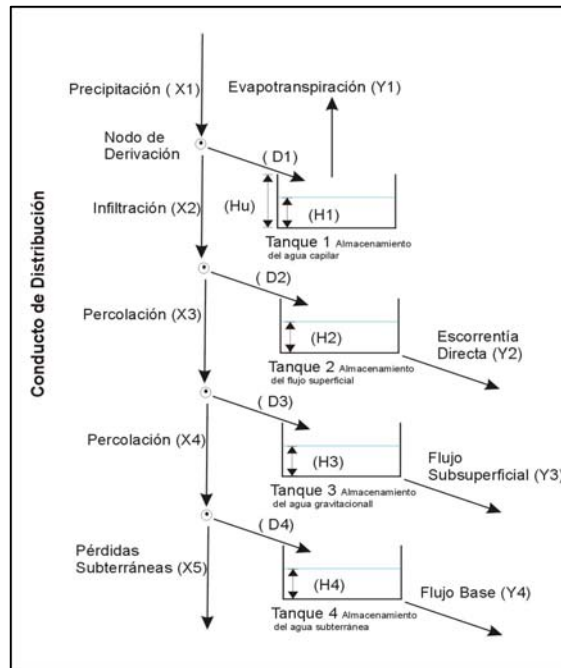 Precipitación ( X1)
Evapotranspiración (Y1)
Nodo de
Derivación
( D1)
Infiltración (X2)
(Hu)
(H1)
Tanque 1 Almacenamiento
del agua capilar
Conducto de Distribución
( D2)
Percolación (X3)
(H2)
Escorrentía
Directa (Y2)
Tanque 2 Almacenamiento
del flujo superficial
( D3)
Percolación (X4)
(H3)
Flujo
Subsuperficial (Y3)
Tanque 3 Almacenamiento
del agua gravitacionall
( D4)
Pérdidas
Subterráneas (X5)
(H4)
Flujo Base (Y4)
Tanque 4 Almacenamiento
del agua subterránea